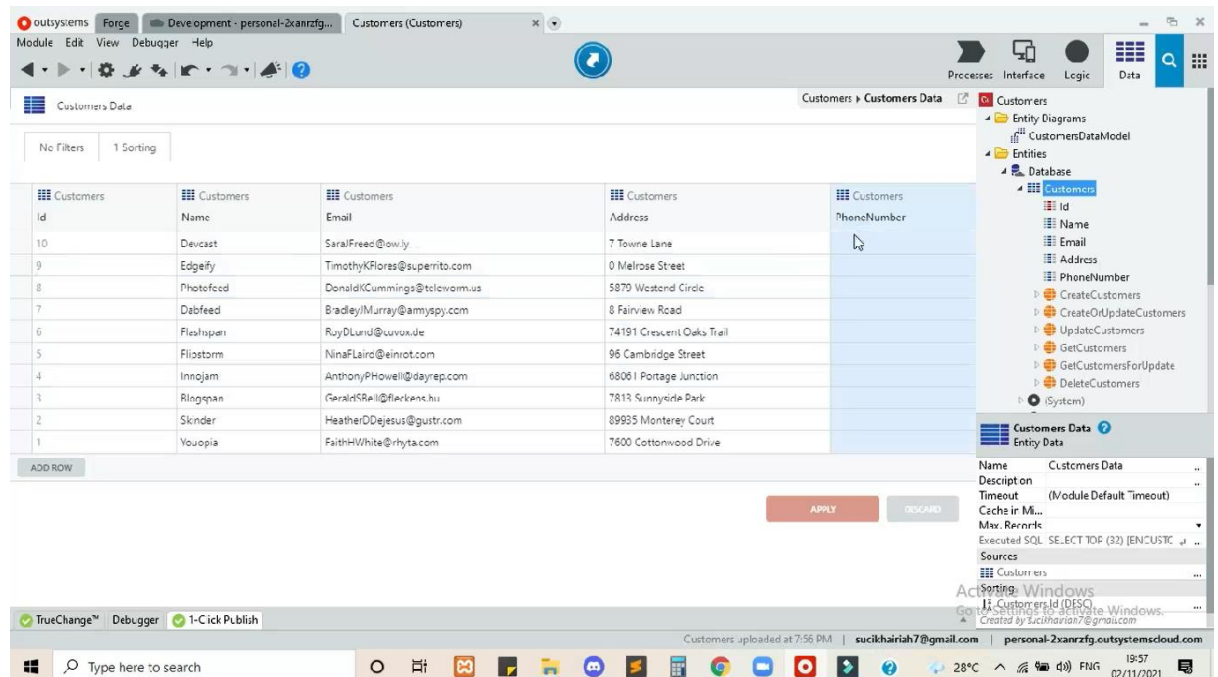 outsystems Force Development - personal-2xanrzfg... Customers (Customers)
Module Edit View Debugger Help
Processes Interface Logic Data
Customers Data
Customers Customers Data
No Filters 1 Sorting
Customers Customers Customers Customers Customers
Id Name Email Address PhoneNumber
10 Devcast SaraJFreed@ow.ly 7 Towne Lane
9 Edgeify TimothyKFlores@superrito.com 0 Melrose Street
8 Photofeed DonaldKCummings@teleworm.us 5879 Westend Circle
7 Dabfeed BradleyJMurray@armyspy.com 8 Fairview Road
6 Flashspan RoyDLund@cuvox.de 74191 Crescent Oaks Trail
5 Flipstorm NinaFLaird@einrot.com 96 Cambridge Street
4 Innojam AnthonyPHowell@dayrep.com 6806 I Portage Junction
3 Blogspan GeraldSBell@fleckens.hu 7813 Sunnyside Park
2 Skinder HeatherDDejesus@gustr.com 89935 Monterey Court
1 Youopia FaithHWhite@rhyta.com 7600 Cottonwood Drive
ADD ROW
APPLY DISCARD
Customers
Entity Diagrams
CustomersDataModel
Entities
Database
Customers
Id
Name
Email
Address
PhoneNumber
CreateCustomers
CreateOrUpdateCustomers
UpdateCustomers
GetCustomers
GetCustomersForUpdate
DeleteCustomers
(System)
Customers Data
Entity Data
Name Customers Data ...
Description ...
Timeout (Module Default Timeout)
Cache in Mi...
Max. Records
Executed SQL SELECT TOP (32) [ENCUSTC ...
Sources
Customers ...
Sorting
Customers.Id (DESC) ...
Created by sucikhairiah7@gmail.com
Activate Windows
Go to Settings to activate Windows.
TrueChange™ Debugger 1-Click Publish
Customers uploaded at 7:56 PM | sucikhairiah7@gmail.com | personal-2xanrzfg.outsystemscloud.com
Type here to search
28°C ENG 19:57
02/11/2021